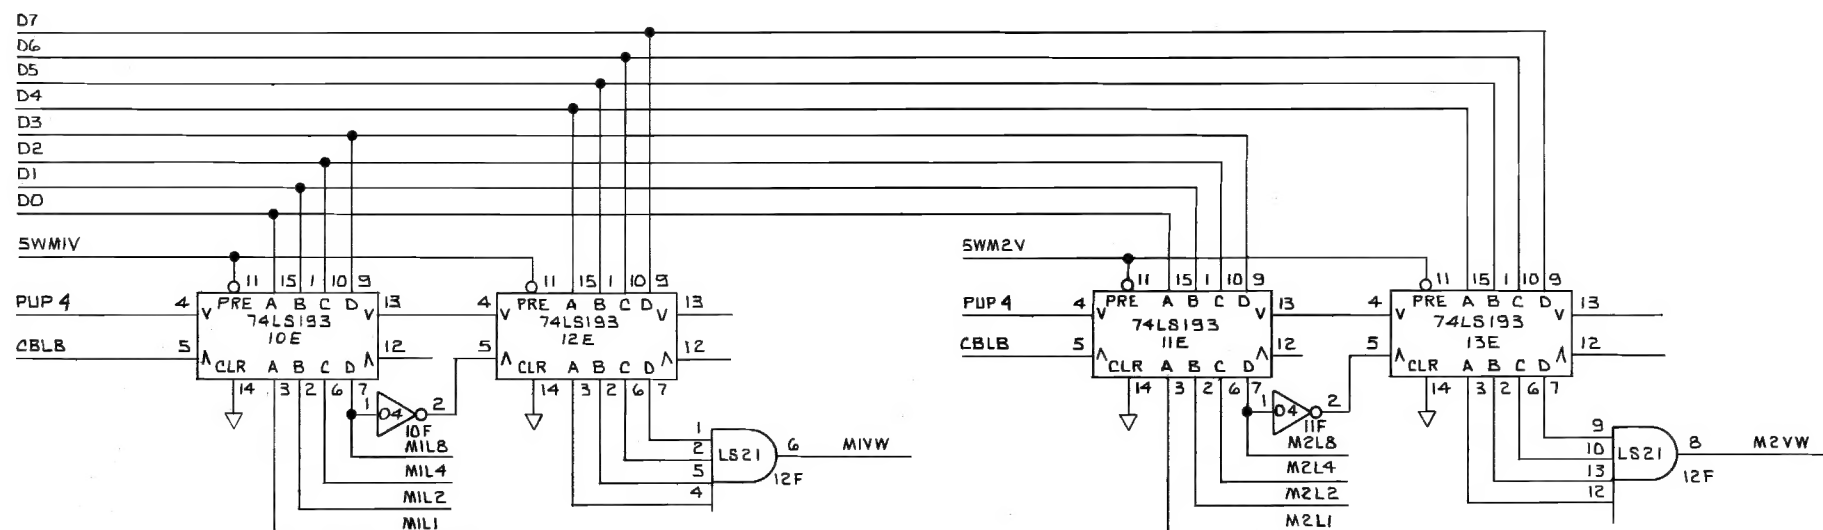 D7
D6
D5
D4
D3
D2
D1
D0
SWM1V
SWM2V
11 15 1 10 9
11 15 1 10 9
11 15 1 10 9
11 15 1 10 9
PUP 4
4 PRE A B C D 13
4 PRE A B C D 13
PUP 4
4 PRE A B C D 13
4 PRE A B C D 13
74LS193
10E
74LS193
12E
74LS193
11E
74LS193
13E
CBLB
5 CLR A B C D 12
5 CLR A B C D 12
CBLB
5 CLR A B C D 12
5 CLR A B C D 12
14 3 2 6 7
14 3 2 6 7
14 3 2 6 7
14 3 2 6 7
1 04 2
10F
1 04 2
11F
M1L8
M1L4
M1L2
M1L1
1
2
5
4
LS21
6
12F
M1VW
M2L8
M2L4
M2L2
M2L1
9
10
13
12
LS21
8
12F
M2VW